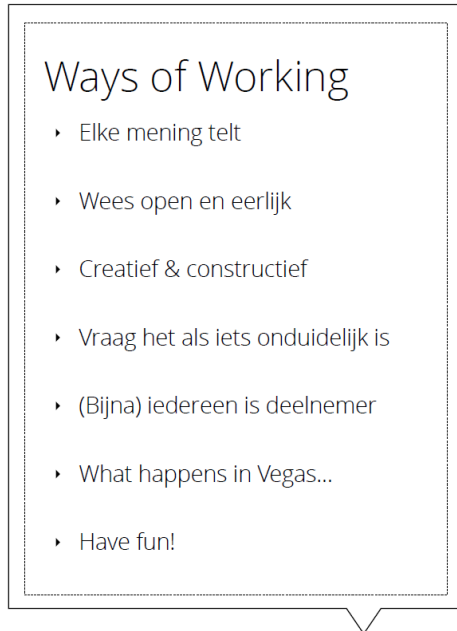 Ways of Working
Elke mening telt
Wees open en eerlijk
Creatief & constructief
Vraag het als iets onduidelijk is
(Bijna) iedereen is deelnemer
What happens in Vegas...
Have fun!